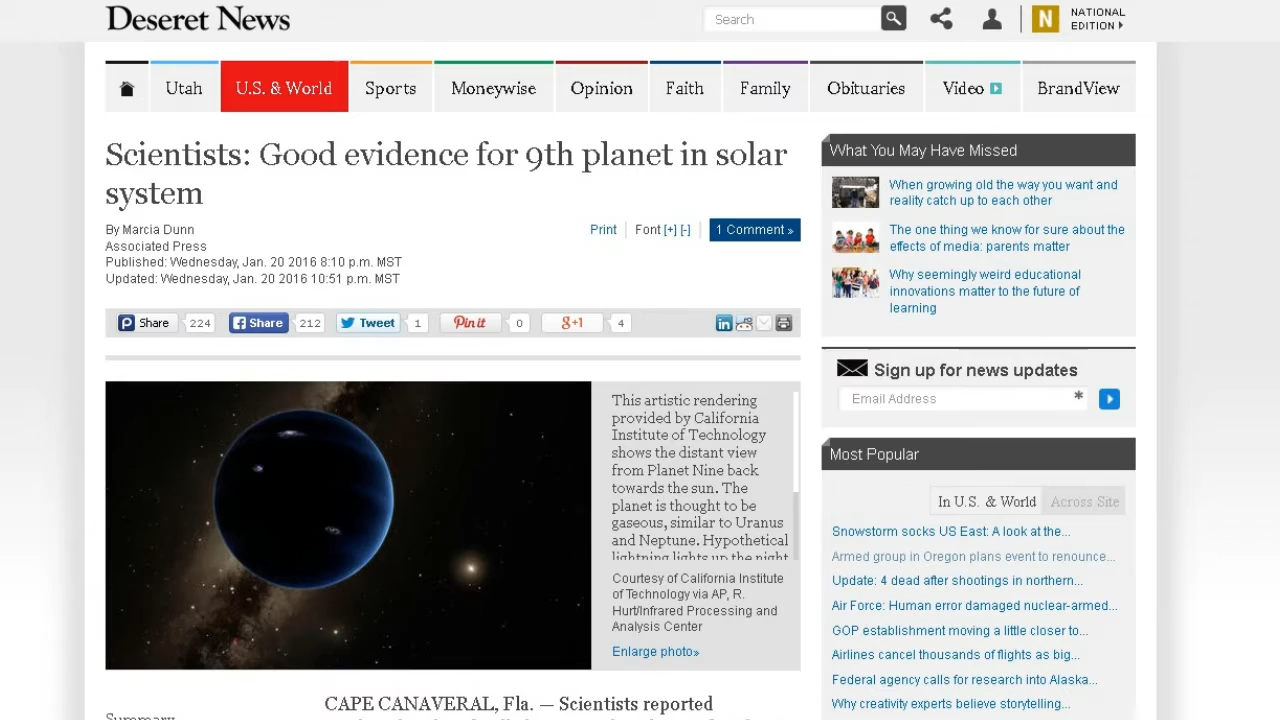 Deseret News
Search
N
NATIONAL
EDITION
Utah
U.S. & World
Sports
Moneywise
Opinion
Faith
Family
Obituaries
Video
BrandView
Scientists: Good evidence for 9th planet in solar
system
By Marcia Dunn
Associated Press
Published: Wednesday, Jan. 20 2016 8:10 p.m. MST
Updated: Wednesday, Jan. 20 2016 10:51 p.m. MST
Print
Font [+] [-]
1 Comment »
Share
224
Share
212
Tweet
1
Pin it
0
g+1
4
in
This artistic rendering
provided by California
Institute of Technology
shows the distant view
from Planet Nine back
towards the sun. The
planet is thought to be
gaseous, similar to Uranus
and Neptune. Hypothetical
lightning lights up the night
Courtesy of California Institute
of Technology via AP, R.
Hurt/Infrared Processing and
Analysis Center
Enlarge photo»
Summary
CAPE CANAVERAL, Fla. — Scientists reported
What You May Have Missed
When growing old the way you want and
reality catch up to each other
The one thing we know for sure about the
effects of media: parents matter
Why seemingly weird educational
innovations matter to the future of
learning
Sign up for news updates
Email Address
*
Most Popular
In U.S. & World
Across Site
Snowstorm socks US East: A look at the...
Armed group in Oregon plans event to renounce...
Update: 4 dead after shootings in northern...
Air Force: Human error damaged nuclear-armed...
GOP establishment moving a little closer to...
Airlines cancel thousands of flights as big...
Federal agency calls for research into Alaska...
Why creativity experts believe storytelling...